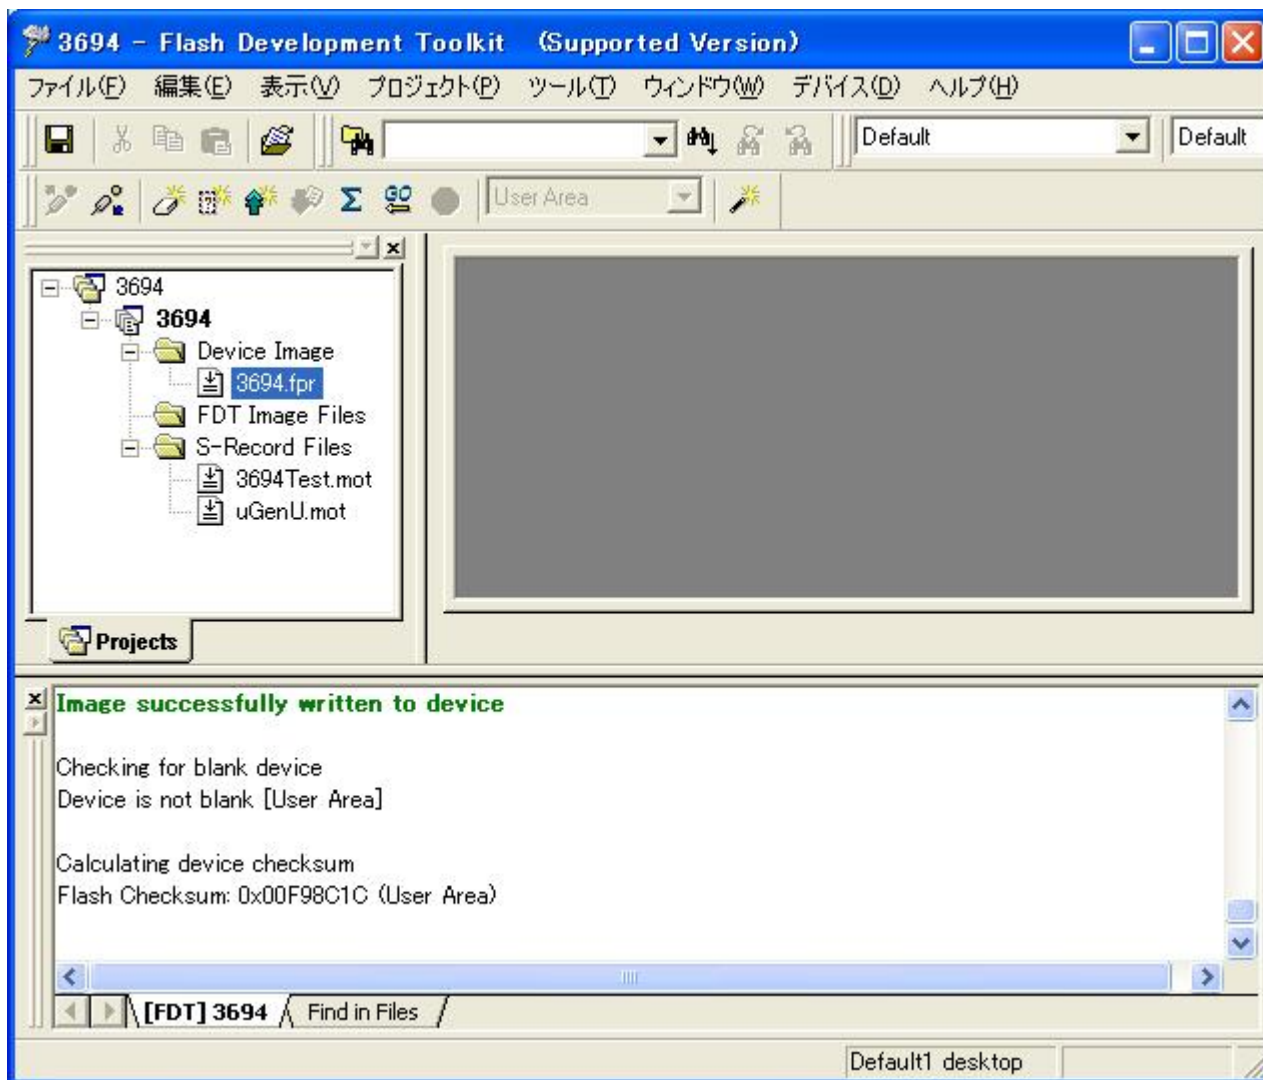 3694 - Flash Development Toolkit (Supported Version)
ファイル(F) 編集(E) 表示(V) プロジェクト(P) ツール(T) ウィンドウ(W) デバイス(D) ヘルプ(H)
Default Default
GO User Area
3694
3694
Device Image
3694.fpr
FDT Image Files
S-Record Files
3694Test.mot
uGenU.mot
Projects
Image successfully written to device
Checking for blank device
Device is not blank [User Area]
Calculating device checksum
Flash Checksum: 0x00F98C1C (User Area)
[FDT] 3694 Find in Files
Default1 desktop